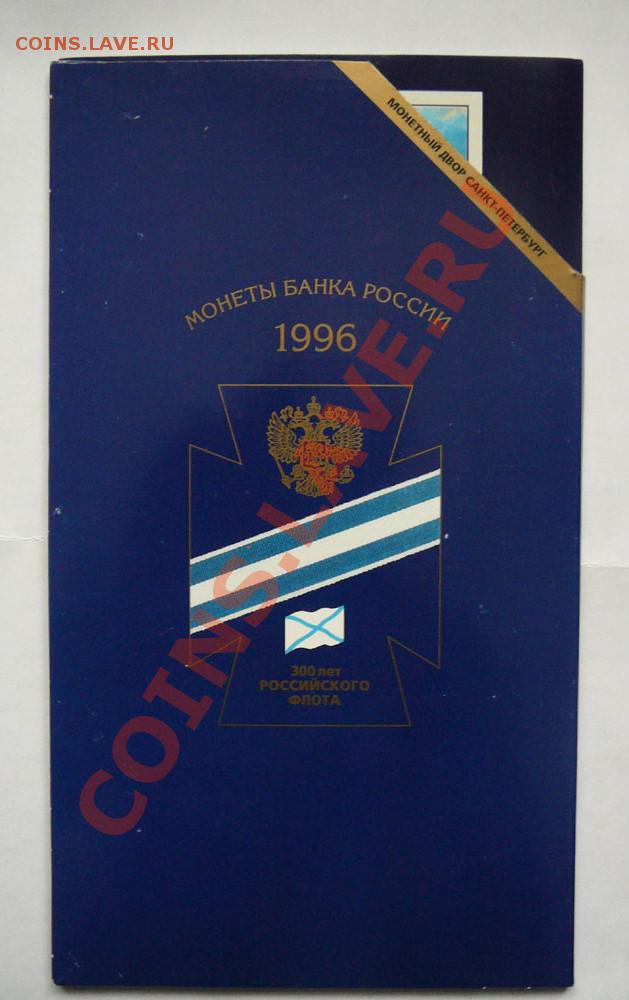 COINS.LAVE.RU
МОНЕТНЫЙ ДВОР САНКТ-ПЕТЕРБУРГ
МОНЕТЫ БАНКА РОССИИ
1996
300 лет
РОССИЙСКОГО
ФЛОТА
COINS.LAVE.RU